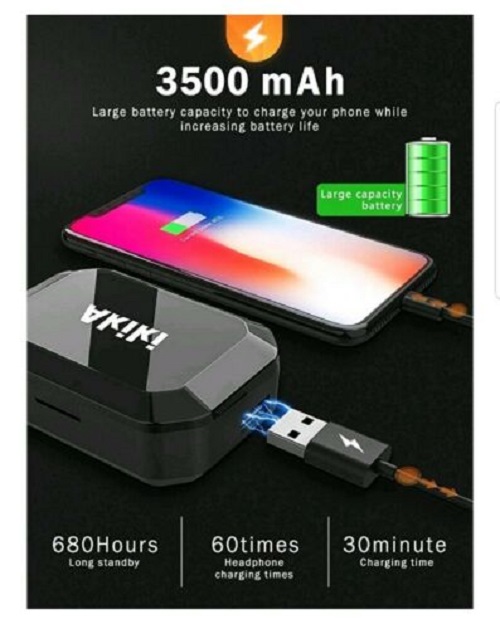 3500 mAh
Large battery capacity to charge your phone while
increasing battery life
Large capacity
battery
AKIKI
680Hours
Long standby
60times
Headphone
charging times
30minute
Charging time